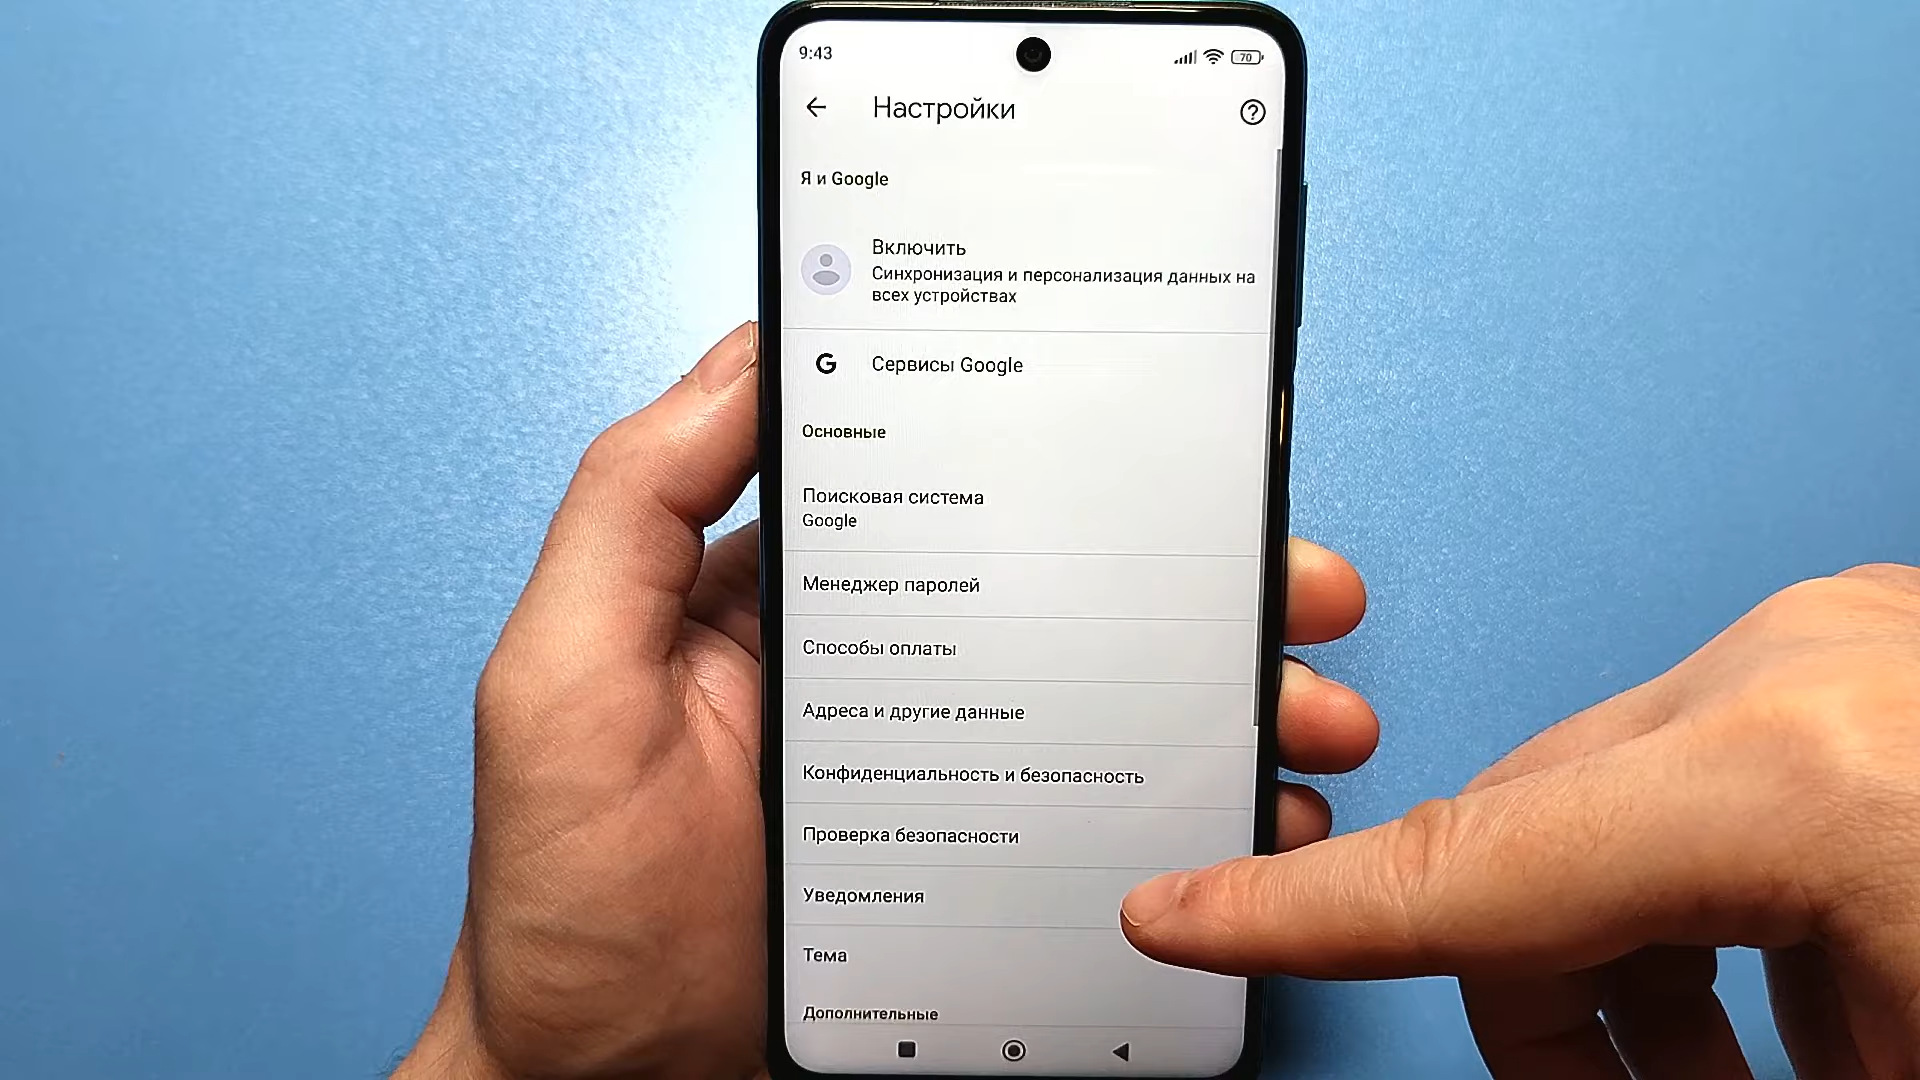 9:43
70
Настройки
Я и Google
Включить
Синхронизация и персонализация данных на
всех устройствах
G Сервисы Google
Основные
Поисковая система
Google
Менеджер паролей
Способы оплаты
Адреса и другие данные
Конфиденциальность и безопасность
Проверка безопасности
Уведомления
Тема
Дополнительные